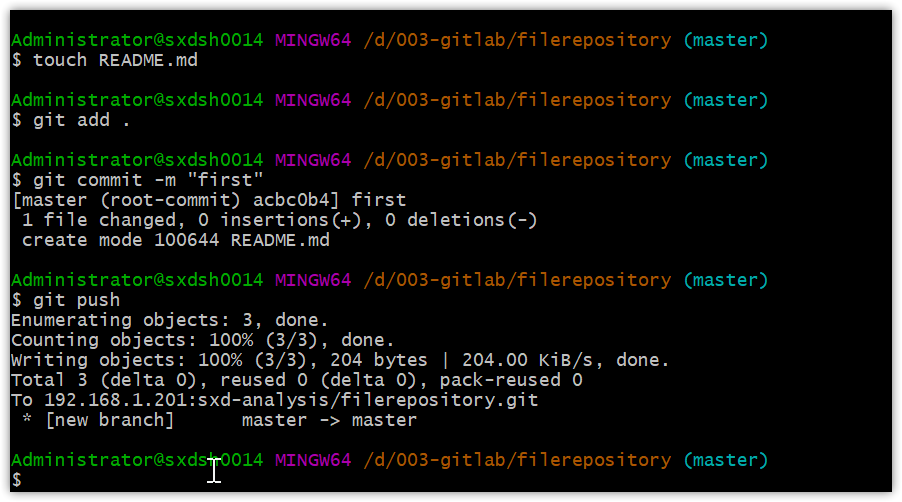 Administrator@sxdsh0014 MINGW64 /d/003-gitlab/filerepository (master)
$ touch README.md
Administrator@sxdsh0014 MINGW64 /d/003-gitlab/filerepository (master)
$ git add .
Administrator@sxdsh0014 MINGW64 /d/003-gitlab/filerepository (master)
$ git commit -m "first"
[master (root-commit) acbc0b4] first
 1 file changed, 0 insertions(+), 0 deletions(-)
 create mode 100644 README.md
Administrator@sxdsh0014 MINGW64 /d/003-gitlab/filerepository (master)
$ git push
Enumerating objects: 3, done.
Counting objects: 100% (3/3), done.
Writing objects: 100% (3/3), 204 bytes | 204.00 KiB/s, done.
Total 3 (delta 0), reused 0 (delta 0), pack-reused 0
To 192.168.1.201:sxd-analysis/filerepository.git
 * [new branch]      master -> master
Administrator@sxdsh0014 MINGW64 /d/003-gitlab/filerepository (master)
$